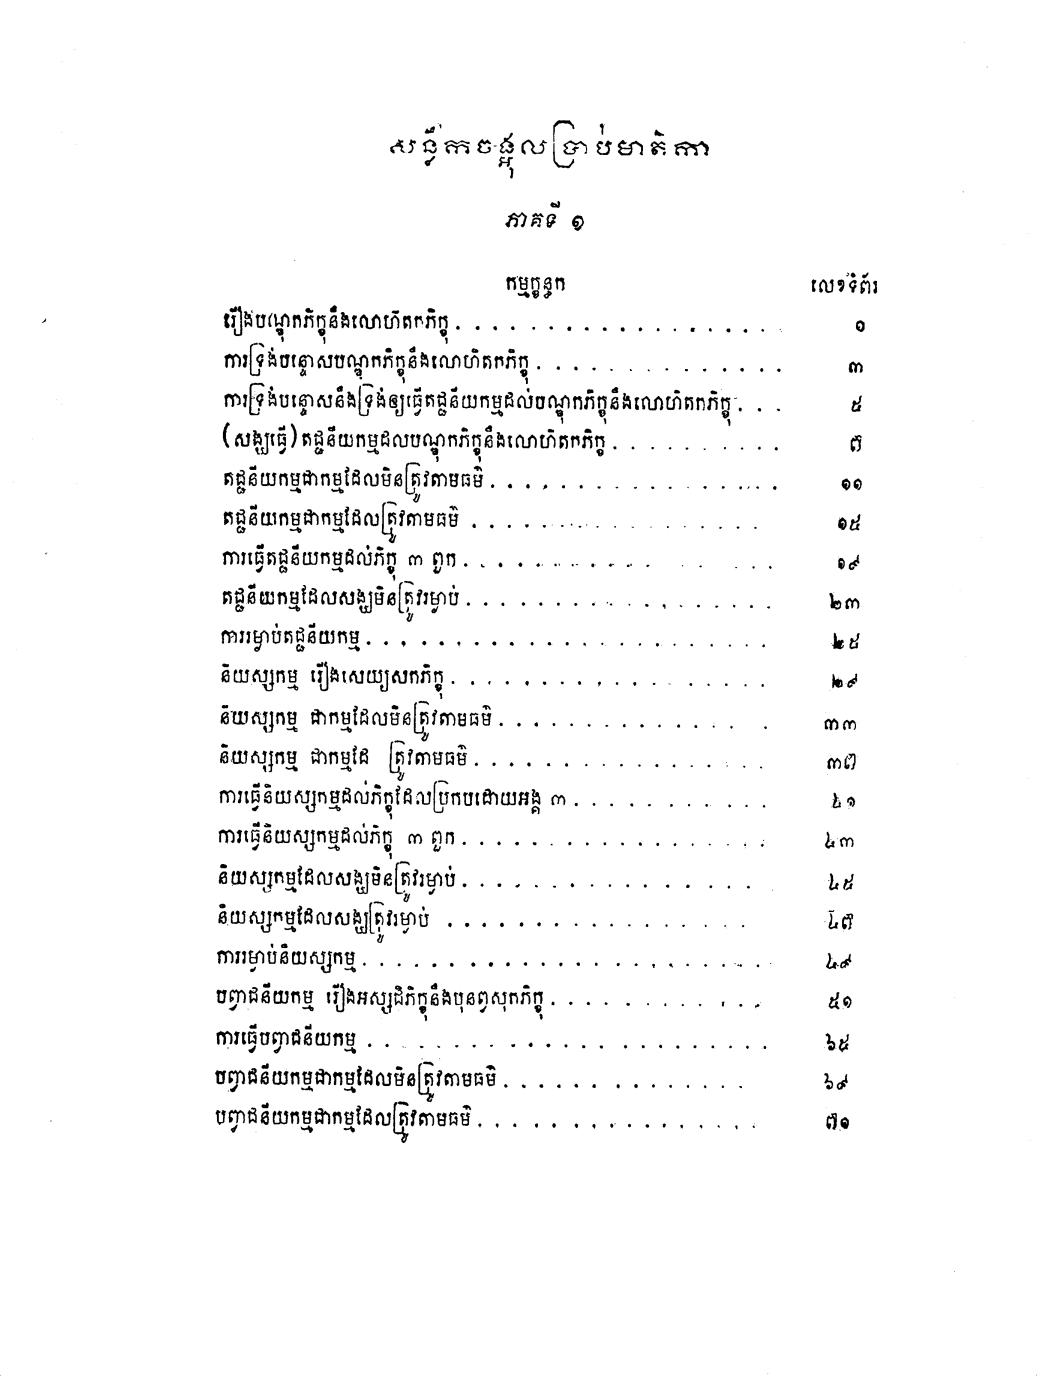 សន្លឹកចង្អុលប្រាប់មាតិកា
ភាគទី ១
កម្មក្ខន្ធក លេខទំព័រ
រឿងបណ្ឌុកភិក្ខុនឹងលោហិតកភិក្ខុ . . . . . . . . . . . . . . . . . . . ១
ការទ្រង់បន្ទោសបណ្ឌុកភិក្ខុនឹងលោហិតកភិក្ខុ . . . . . . . . . . . . . . ៣
ការទ្រង់បន្ទោសនឹងទ្រង់ឲ្យធ្វើតជ្ជនីយកម្មដល់បណ្ឌុកភិក្ខុនឹងលោហិតកភិក្ខុ . . . ៥
(សង្ឃធ្វើ) តជ្ជនីយកម្មដលបណ្ឌុកភិក្ខុនឹងលោហិតកភិក្ខុ . . . . . . . . . . ៧
តជ្ជនីយកម្មជាកម្មដែលមិនត្រូវតាមធម៌ . . . . . . . . . . . . . . . . . ១១
តជ្ជនីយកម្មជាកម្មដែលត្រូវតាមធម៌ . . . . . . . . . . . . . . . . . ១៥
ការធ្វើតជ្ជនីយកម្មដល់ភិក្ខុ ៣ ពួក . . . . . . . . . . . . . . . . . . ១៩
តជ្ជនីយកម្មដែលសង្ឃមិនត្រូវរម្ងាប់ . . . . . . . . . . . . . . . . . . ២៣
ការរម្ងាប់តជ្ជនីយកម្ម . . . . . . . . . . . . . . . . . . . . . . . ២៥
និយស្សកម្ម រឿងសេយ្យសកភិក្ខុ . . . . . . . . . . . . . . . . . . ២៩
និយស្សកម្ម ជាកម្មដែលមិនត្រូវតាមធម៌ . . . . . . . . . . . . . . . ៣៣
និយស្សកម្ម ជាកម្មដែ ត្រូវតាមធម៌ . . . . . . . . . . . . . . . . . ៣៧
ការធ្វើនិយស្សកម្មដល់ភិក្ខុដែលប្រកបដោយអង្គ ៣ . . . . . . . . . . . ៤១
ការធ្វើនិយស្សកម្មដល់ភិក្ខុ ៣ ពួក . . . . . . . . . . . . . . . . . . ៤៣
និយស្សកម្មដែលសង្ឃមិនត្រូវរម្ងាប់ . . . . . . . . . . . . . . . . . ៤៥
និយស្សកម្មដែលសង្ឃត្រូវរម្ងាប់ . . . . . . . . . . . . . . . . . ៤៧
ការរម្ងាប់និយស្សកម្ម . . . . . . . . . . . . . . . . . . . . . . . ៤៩
បញ្វជនីយកម្ម រឿងអស្សជិភិក្ខុនឹងបុនព្វសុកភិក្ខុ . . . . . . . . . . . . ៥១
ការធ្វើបព្វាជនីយកម្ម . . . . . . . . . . . . . . . . . . . . . . . ៦៥
បព្វាជនីយកម្មជាកម្មដែលមិនត្រូវតាមធម៌ . . . . . . . . . . . . . . ៦៩
បព្វាជនីយកម្មជាកម្មដែលត្រូវតាមធម៌ . . . . . . . . . . . . . . . . ៧១